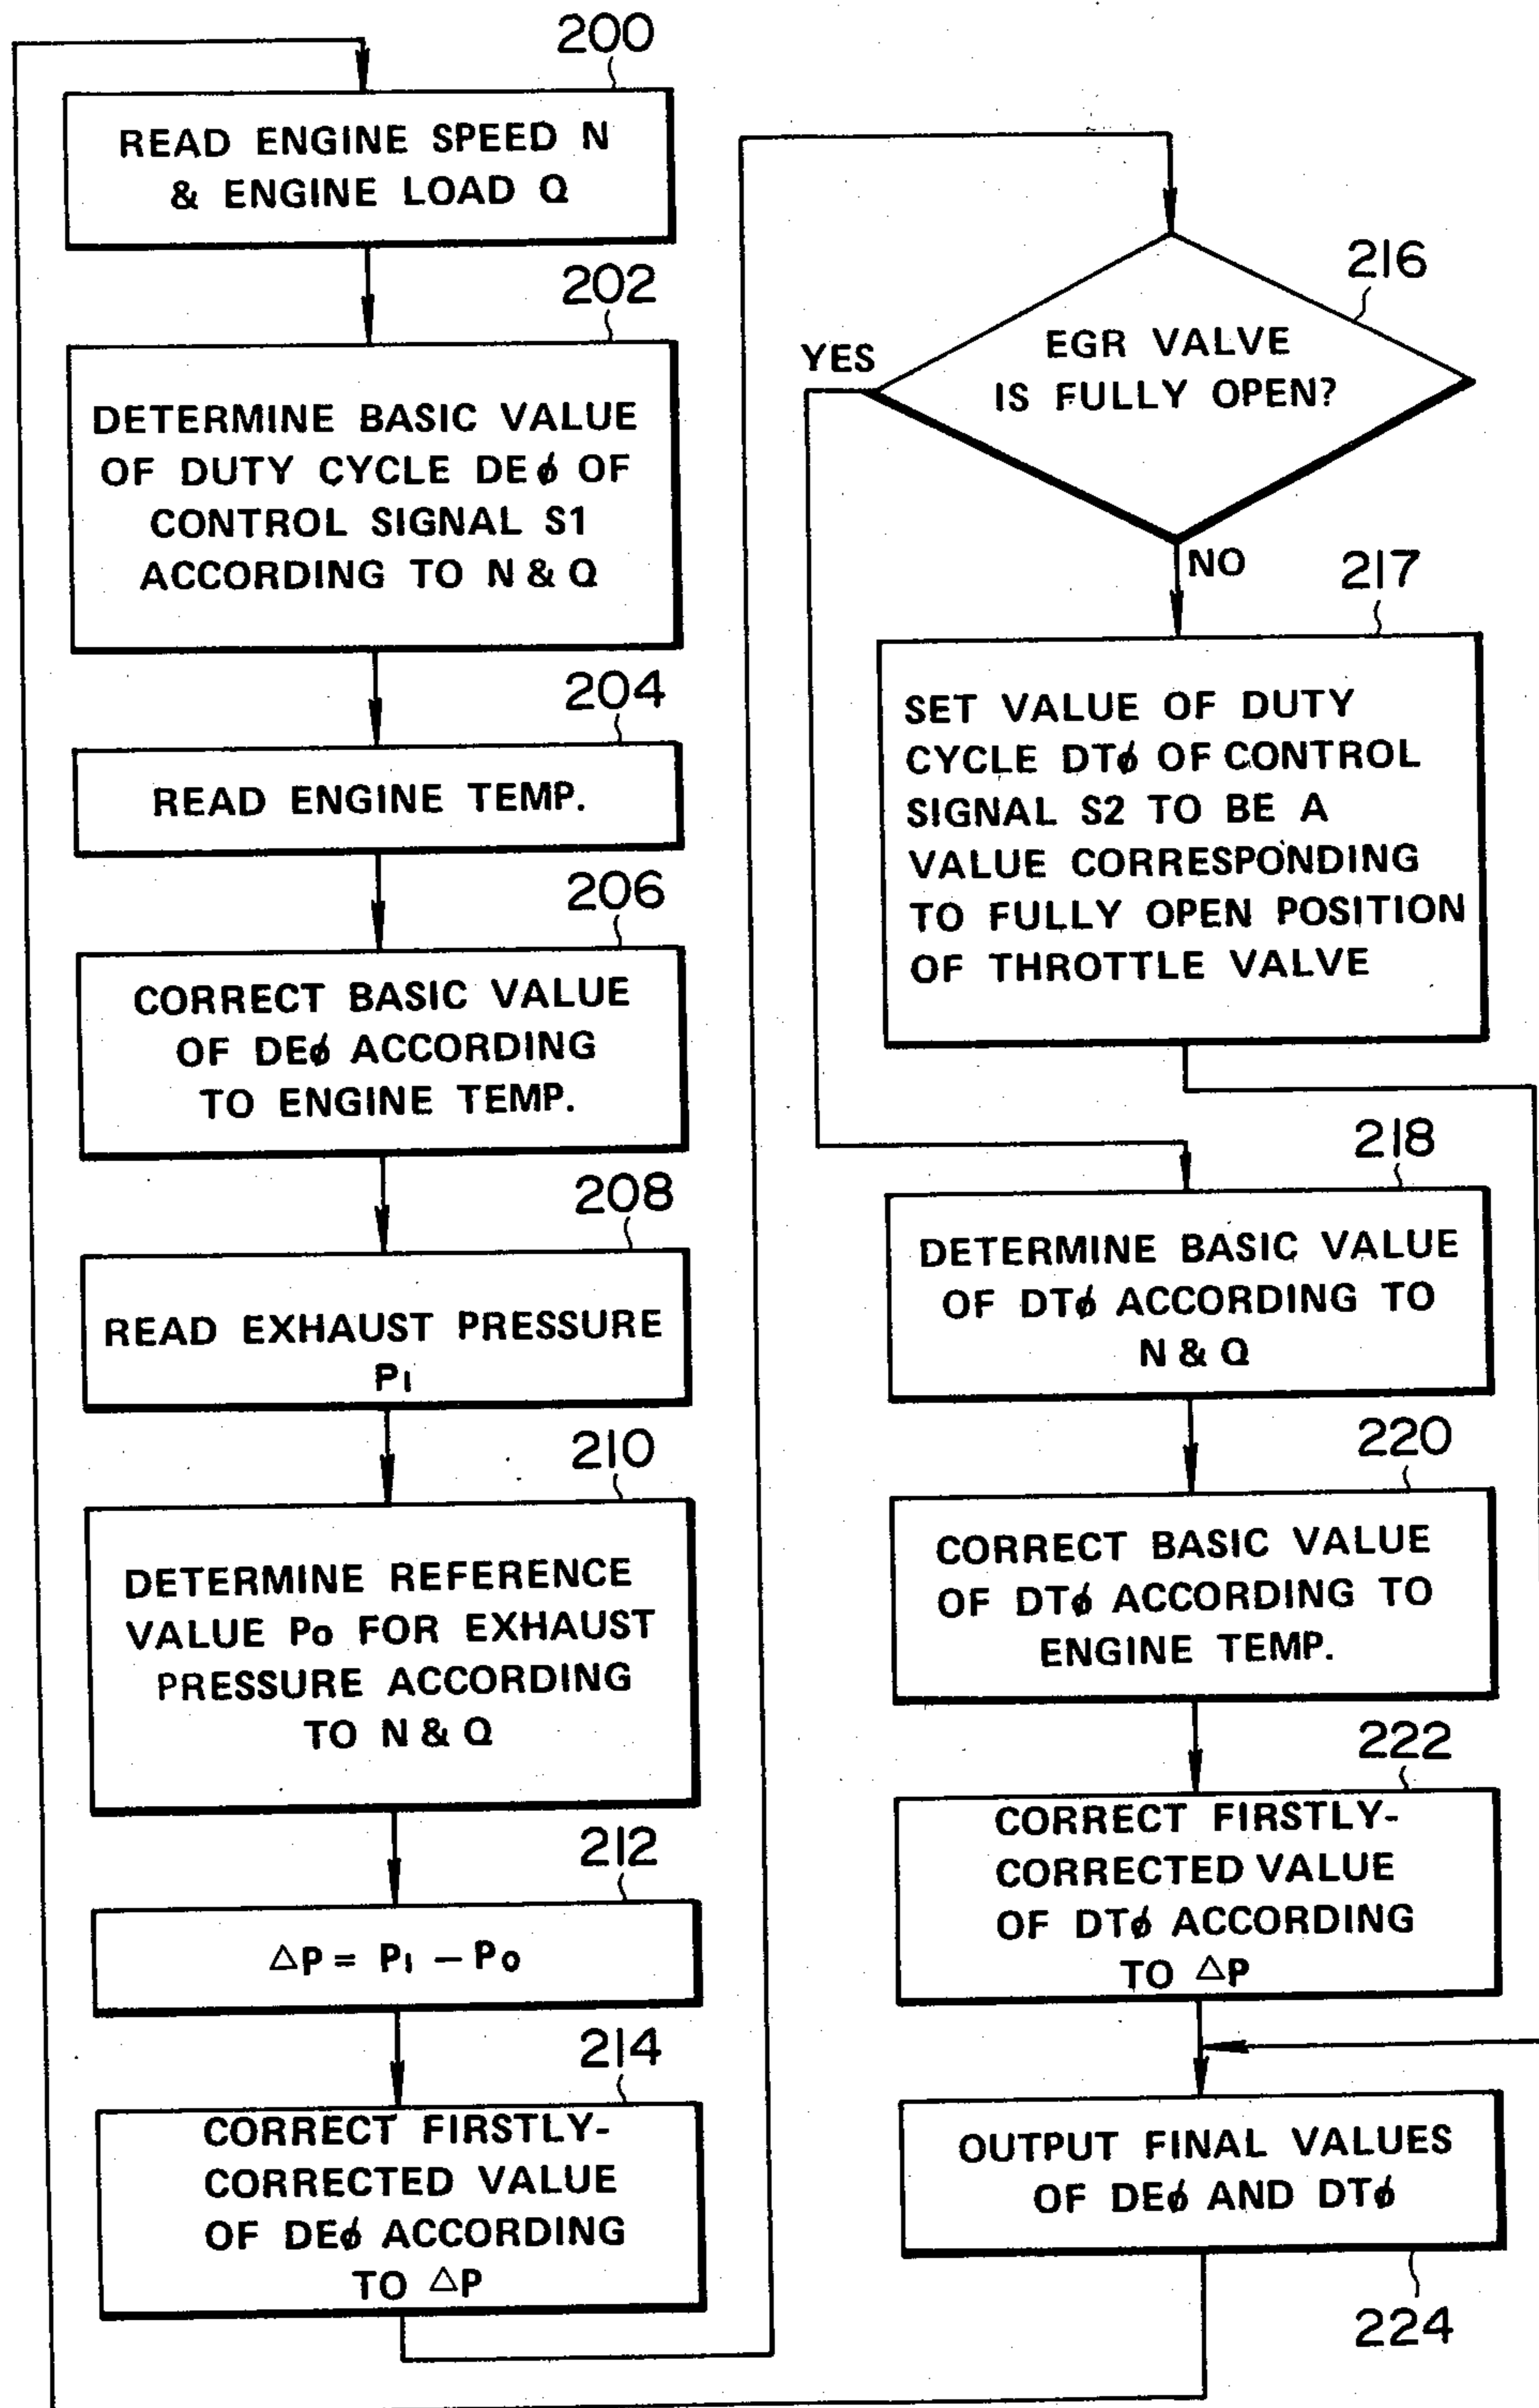 200
READ ENGINE SPEED N
& ENGINE LOAD Q
202
DETERMINE BASIC VALUE
OF DUTY CYCLE DEϕ OF
CONTROL SIGNAL S1
ACCORDING TO N & Q
204
READ ENGINE TEMP.
206
CORRECT BASIC VALUE
OF DEϕ ACCORDING
TO ENGINE TEMP.
208
READ EXHAUST PRESSURE
P₁
210
DETERMINE REFERENCE
VALUE Po FOR EXHAUST
PRESSURE ACCORDING
TO N & Q
212
△P = P₁ − Po
214
CORRECT FIRSTLY-
CORRECTED VALUE
OF DEϕ ACCORDING
TO △P
216
EGR VALVE
IS FULLY OPEN?
YES
NO
217
SET VALUE OF DUTY
CYCLE DTϕ OF CONTROL
SIGNAL S2 TO BE A
VALUE CORRESPONDING
TO FULLY OPEN POSITION
OF THROTTLE VALVE
218
DETERMINE BASIC VALUE
OF DTϕ ACCORDING TO
N & Q
220
CORRECT BASIC VALUE
OF DTϕ ACCORDING TO
ENGINE TEMP.
222
CORRECT FIRSTLY-
CORRECTED VALUE
OF DTϕ ACCORDING
TO △P
OUTPUT FINAL VALUES
OF DEϕ AND DTϕ
224